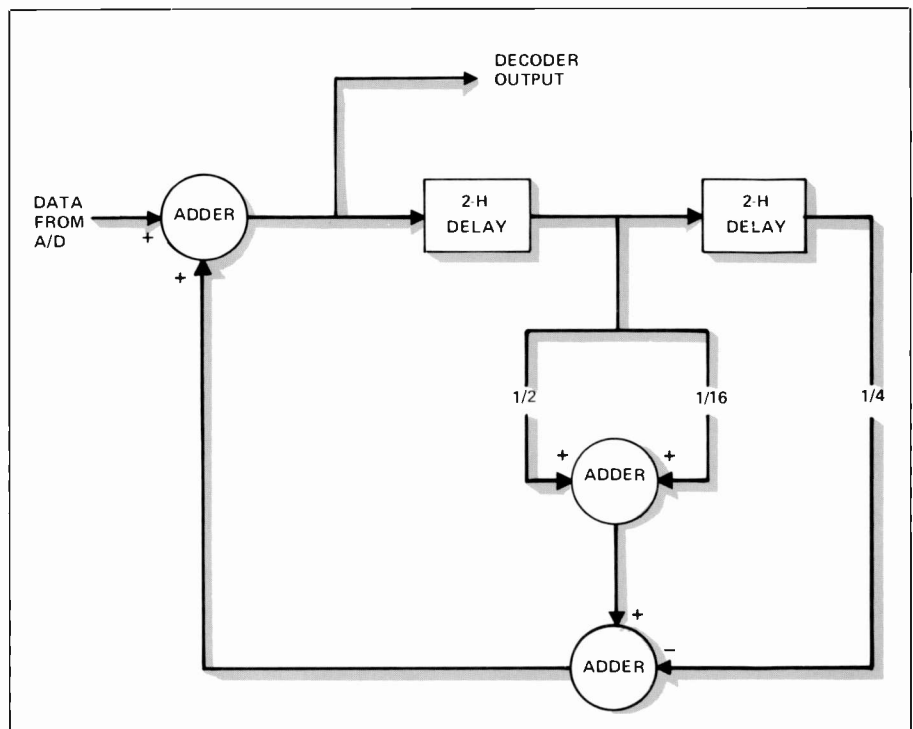 DECODER
OUTPUT
DATA
FROM
A/D
+
ADDER
+
2-H
DELAY
2-H
DELAY
1/2
1/16
1/4
+
+
ADDER
+
−
ADDER